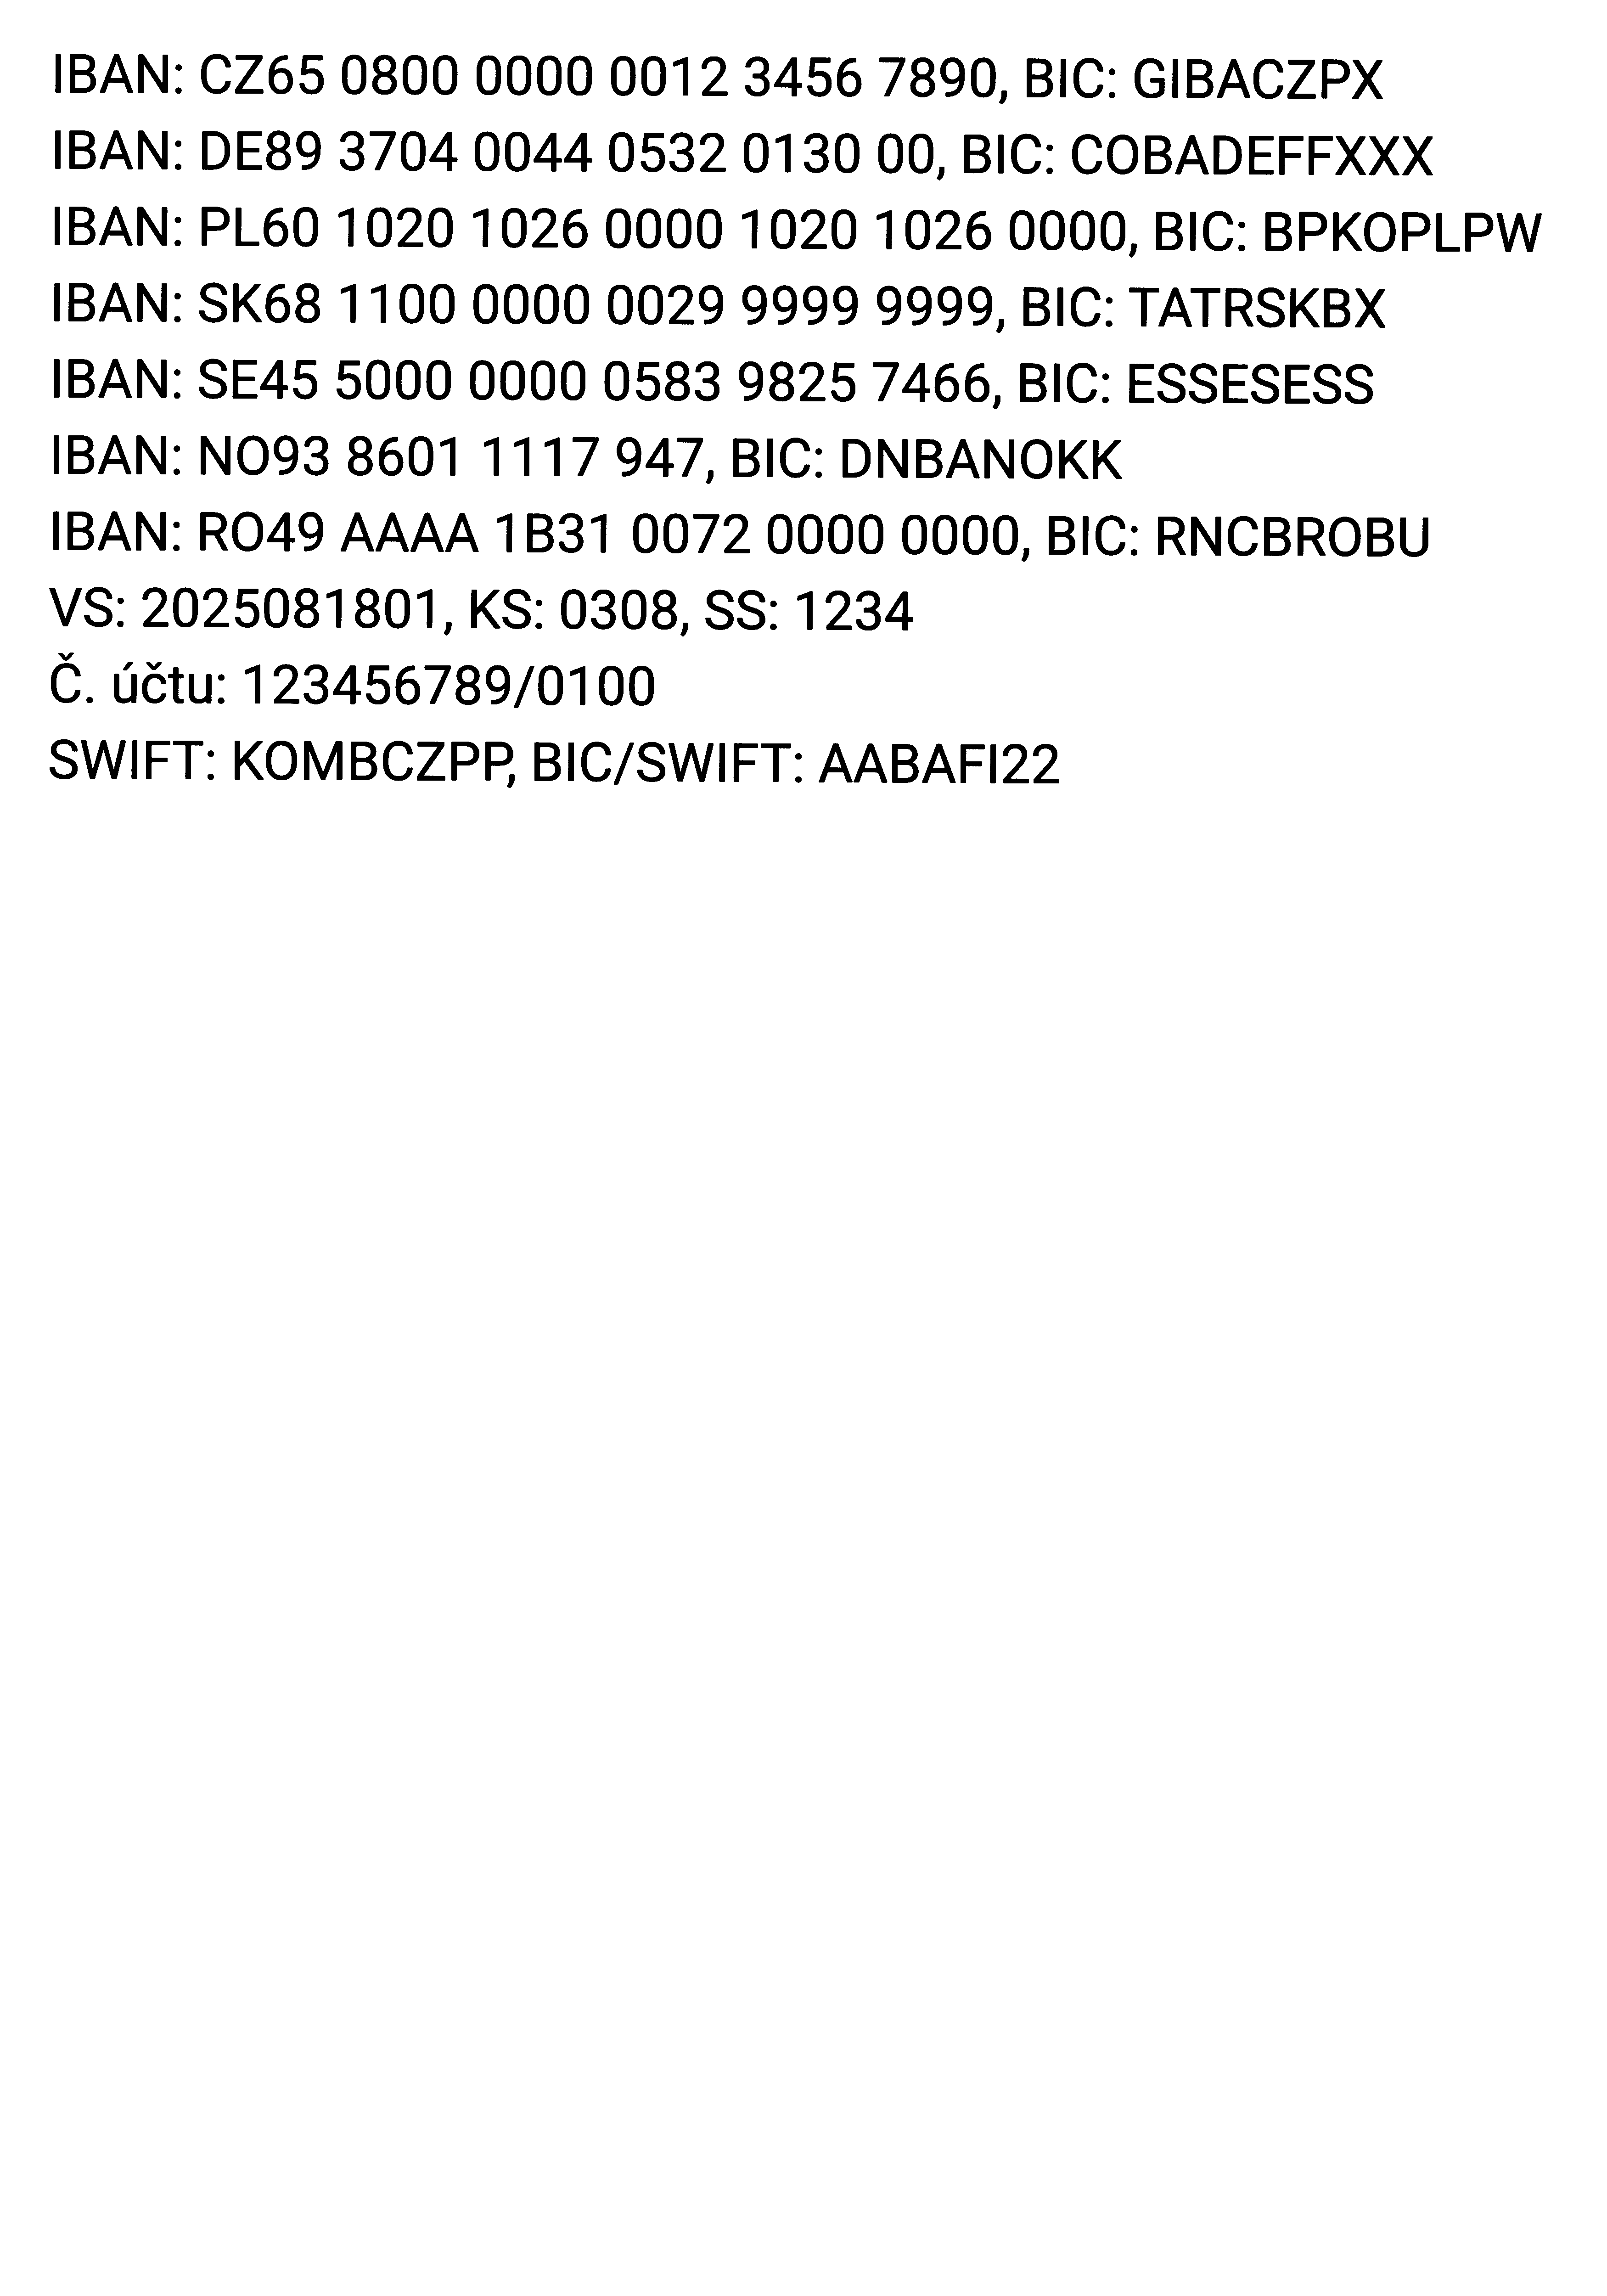 IBAN: CZ65 0800 0000 0012 3456 7890, BIC: GIBACZPX
IBAN: DE89 3704 0044 0532 0130 00, BIC: COBADEFFXXX
IBAN: PL60 1020 1026 0000 1020 1026 0000, BIC: BPKOPLPW
IBAN: SK68 1100 0000 0029 9999 9999, BIC: TATRSKBX
IBAN: SE45 5000 0000 0583 9825 7466, BIC: ESSESESS
IBAN: NO93 8601 1117 947, BIC: DNBANOKK
IBAN: RO49 AAAA 1B31 0072 0000 0000, BIC: RNCBROBU
VS: 2025081801, KS: 0308, SS: 1234
Č. účtu: 123456789/0100
SWIFT: KOMBCZPP, BIC/SWIFT: AABAFI22